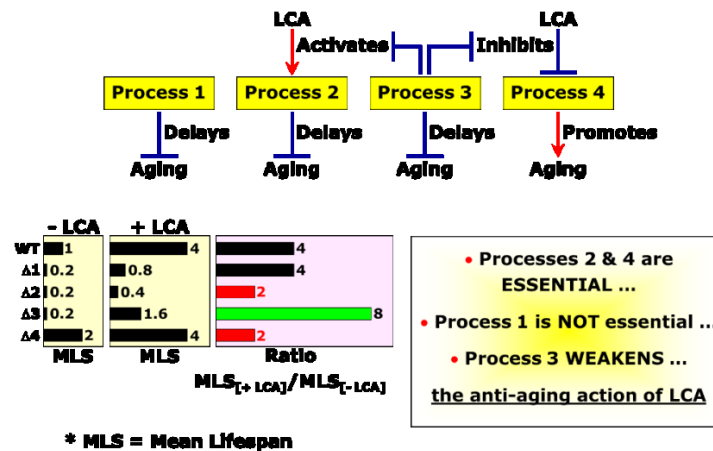 LCA LCA
Activates Inhibits
Process 1 Process 2 Process 3 Process 4
Delays Delays Delays Promotes
Aging Aging Aging Aging
- LCA + LCA
WT 1 4 4
Δ1 0.2 0.8 4
Δ2 0.2 0.4 2
Δ3 0.2 1.6 8
Δ4 2 4 2
MLS MLS Ratio
MLS[+ LCA]/MLS[- LCA]
* MLS = Mean Lifespan
• Processes 2 & 4 are
ESSENTIAL ...
• Process 1 is NOT essential ...
• Process 3 WEAKENS ...
the anti-aging action of LCA